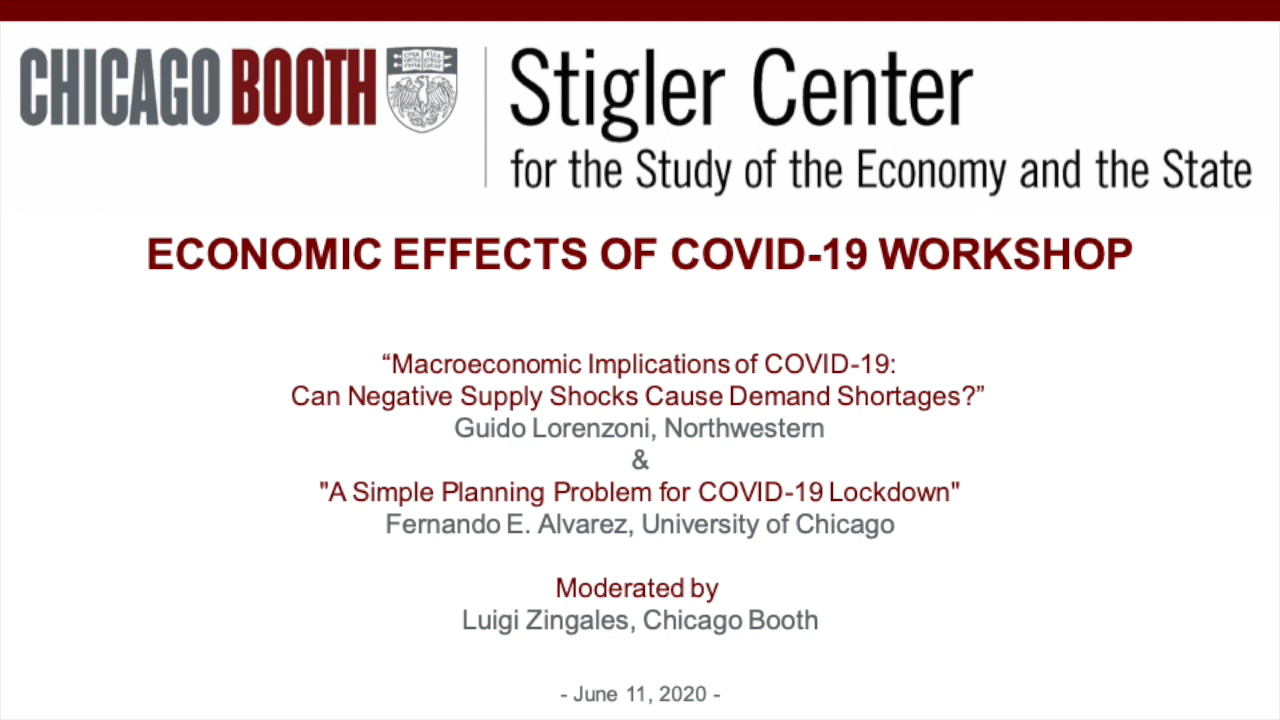 CHICAGO BOOTH
Stigler Center
for the Study of the Economy and the State
ECONOMIC EFFECTS OF COVID-19 WORKSHOP
“Macroeconomic Implications of COVID-19:
Can Negative Supply Shocks Cause Demand Shortages?”
Guido Lorenzoni, Northwestern
&
"A Simple Planning Problem for COVID-19 Lockdown"
Fernando E. Alvarez, University of Chicago
Moderated by
Luigi Zingales, Chicago Booth
- June 11, 2020 -